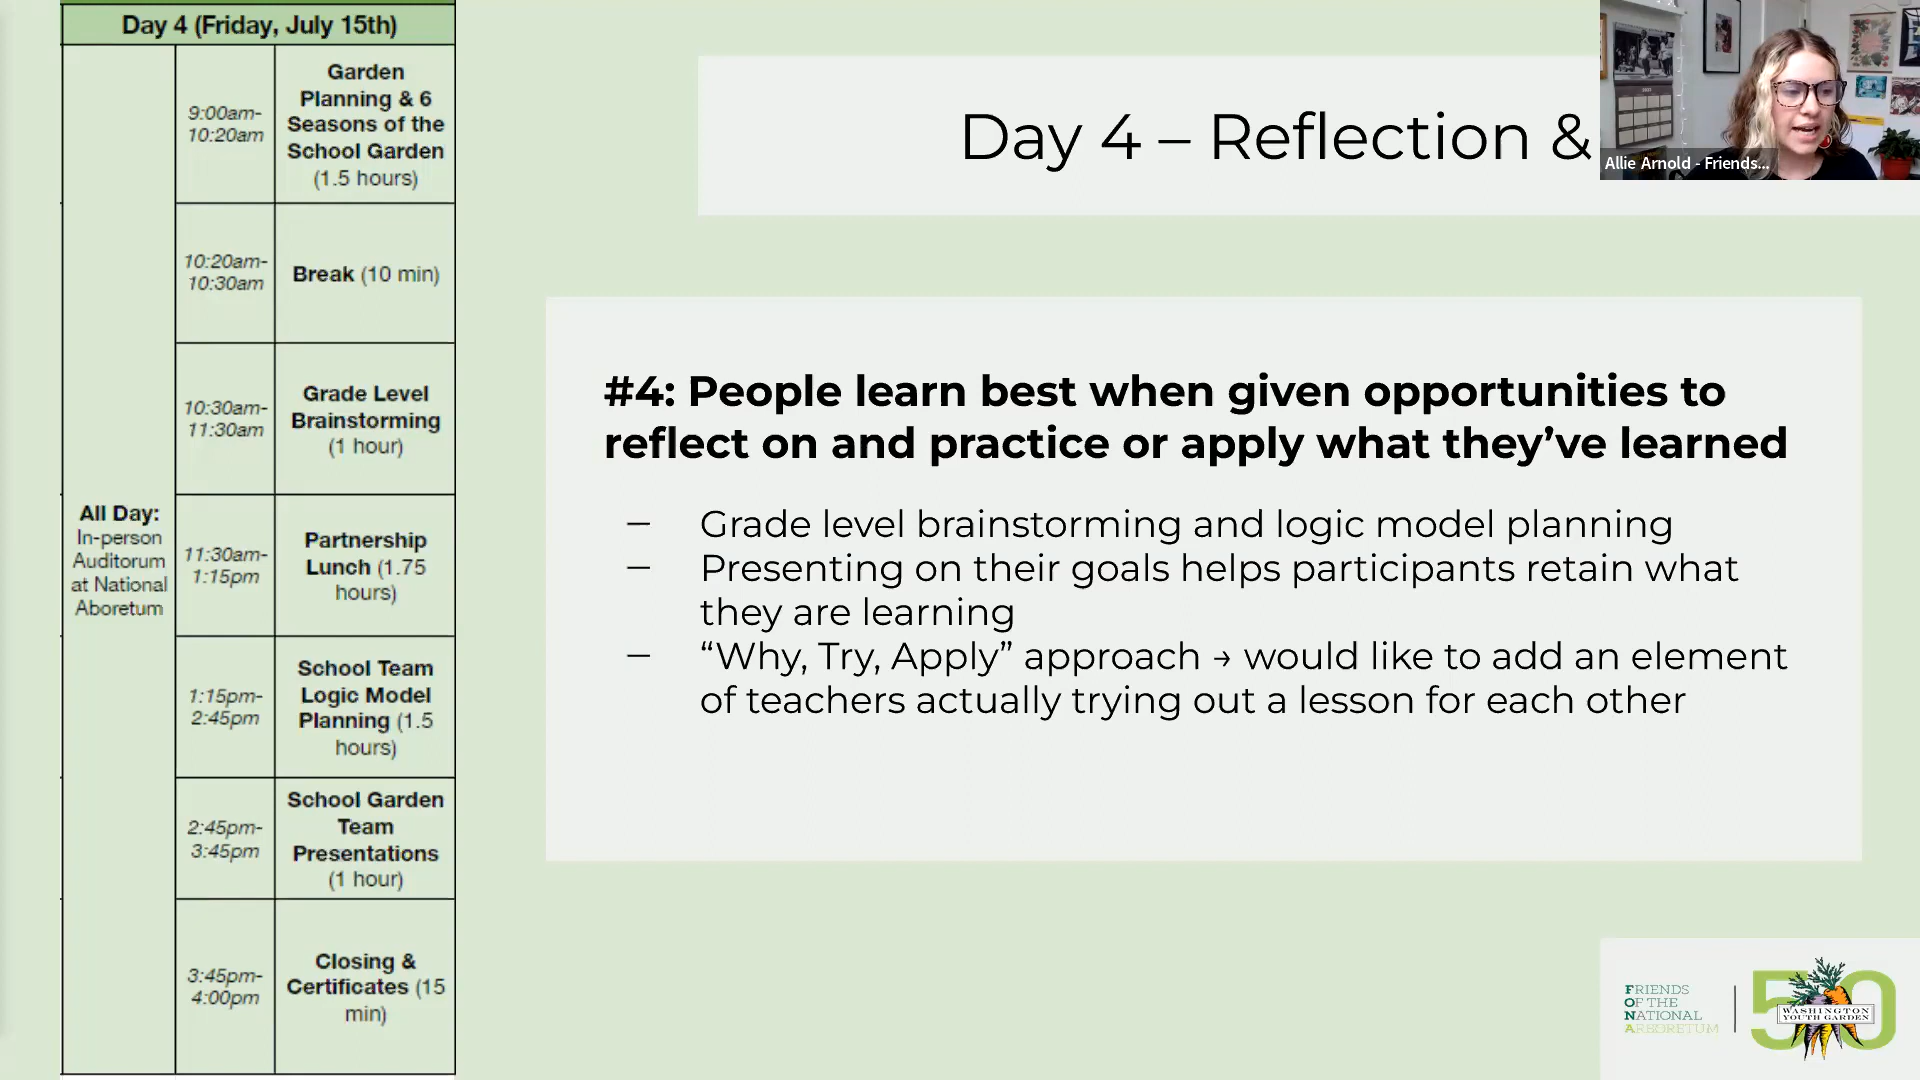 Day 4 (Friday, July 15th)
All Day:
In-person
Auditorum
at National
Aboretum
9:00am-
10:20am
Garden
Planning & 6
Seasons of the
School Garden
(1.5 hours)
10:20am-
10:30am
Break (10 min)
10:30am-
11:30am
Grade Level
Brainstorming
(1 hour)
11:30am-
1:15pm
Partnership
Lunch (1.75
hours)
1:15pm-
2:45pm
School Team
Logic Model
Planning (1.5
hours)
2:45pm-
3:45pm
School Garden
Team
Presentations
(1 hour)
3:45pm-
4:00pm
Closing &
Certificates (15
min)
Day 4 – Reflection &
Allie Arnold - Friends...
#4: People learn best when given opportunities to
reflect on and practice or apply what they’ve learned
– Grade level brainstorming and logic model planning
– Presenting on their goals helps participants retain what
they are learning
– “Why, Try, Apply” approach → would like to add an element
of teachers actually trying out a lesson for each other
FRIENDS
OF THE
NATIONAL
ARBORETUM
50
WASHINGTON
YOUTH GARDEN